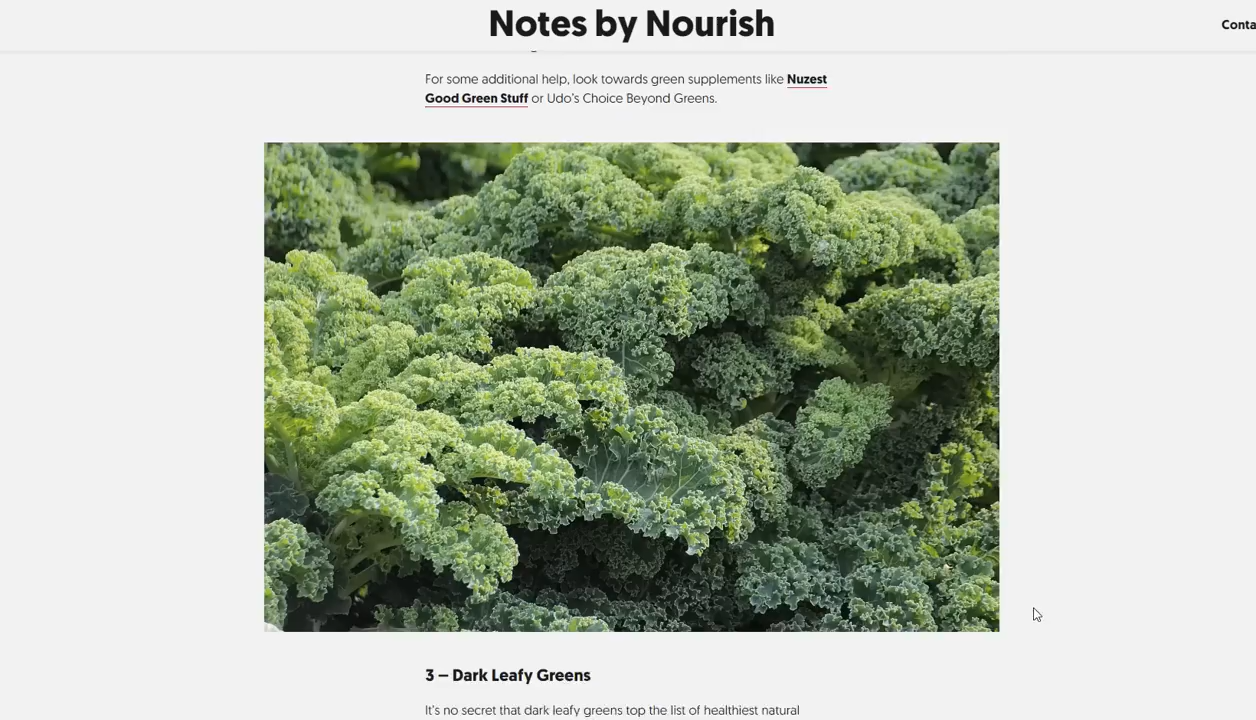 Notes by Nourish
For some additional help, look towards green supplements like Nuzest
Good Green Stuff or Udo's Choice Beyond Greens.
3 – Dark Leafy Greens
It's no secret that dark leafy greens top the list of healthiest natural